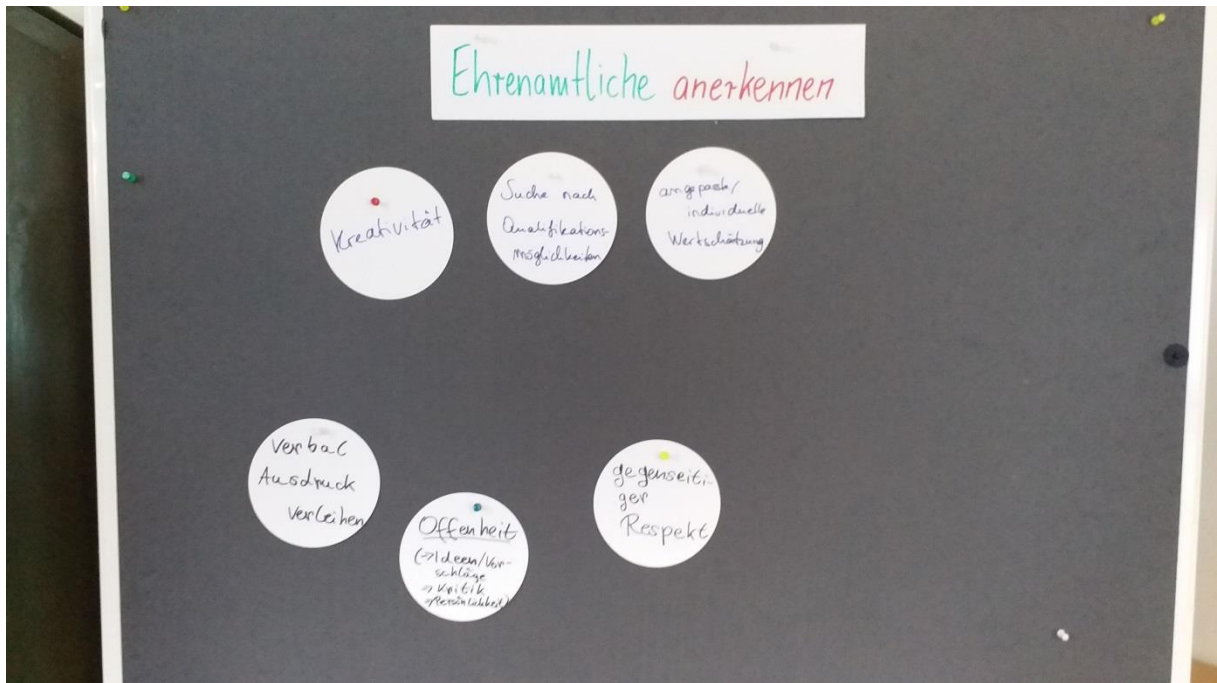 Ehrenamtliche anerkennen
Kreativität
Suche nach
Qualifikations-
möglichkeiten
individuelle
Wertschätzung
verbal
Ausdruck
verleihen
Offenheit
(→Ideen/Vor-
schläge
→ Kritik
→Persönlichkeit)
gegenseiti-
ger
Respekt